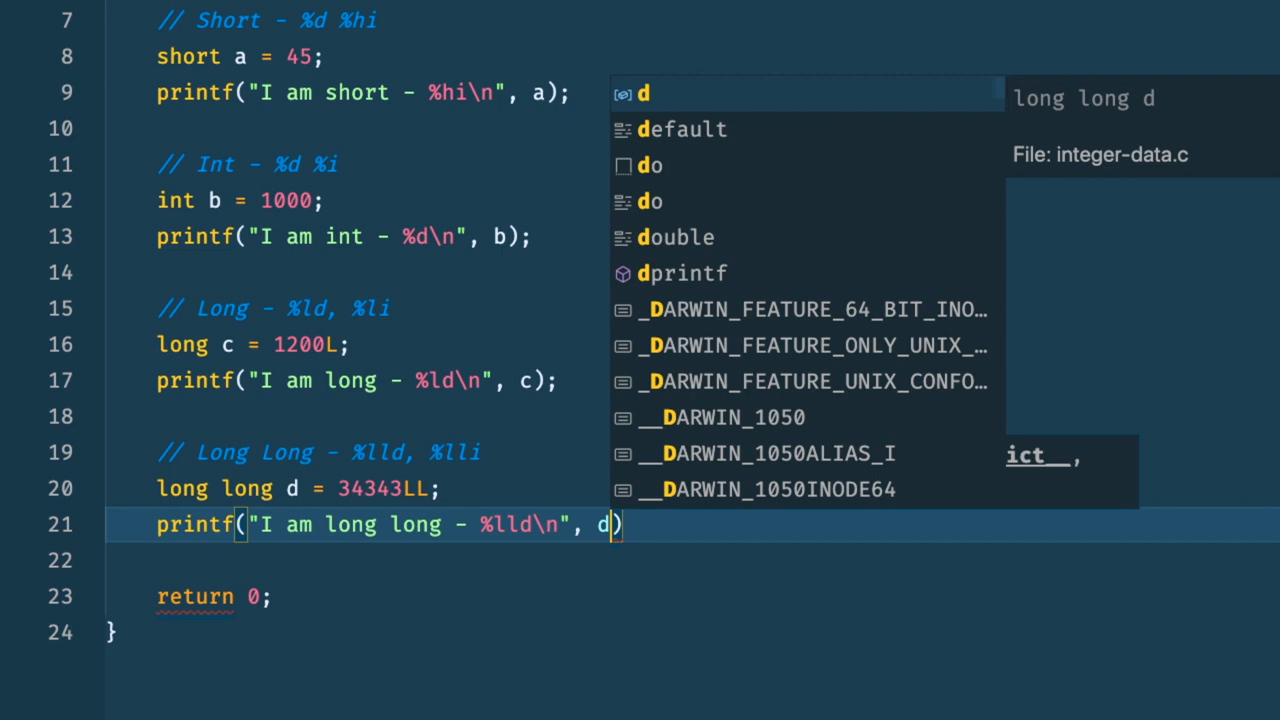 7 // Short - %d %hi
8 short a = 45;
9 printf("I am short - %hi\n", a);
10
11 // Int - %d %i
12 int b = 1000;
13 printf("I am int - %d\n", b);
14
15 // Long - %ld, %li
16 long c = 1200L;
17 printf("I am long - %ld\n", c);
18
19 // Long Long - %lld, %lli
20 long long d = 34343LL;
21 printf("I am long long - %lld\n", d)
22
23 return 0;
24 }
d
default
do
do
double
dprintf
_DARWIN_FEATURE_64_BIT_INO…
_DARWIN_FEATURE_ONLY_UNIX_…
_DARWIN_FEATURE_UNIX_CONFO…
__DARWIN_1050
__DARWIN_1050ALIAS_I
__DARWIN_1050INODE64
long long d
File: integer-data.c
ict__,